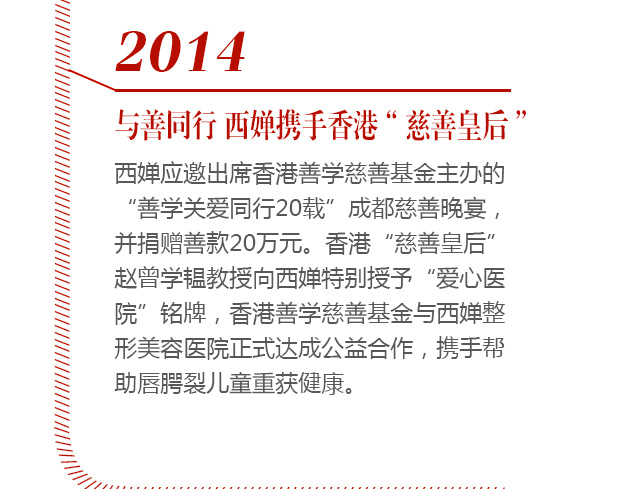 2014
与善同行 西婵携手香港“ 慈善皇后 ”
西婵应邀出席香港善学慈善基金主办的
“善学关爱同行20载”成都慈善晚宴，
并捐赠善款20万元。香港“慈善皇后”
赵曾学韫教授向西婵特别授予“爱心医
院”铭牌，香港善学慈善基金与西婵整
形美容医院正式达成公益合作，携手帮
助唇腭裂儿童重获健康。